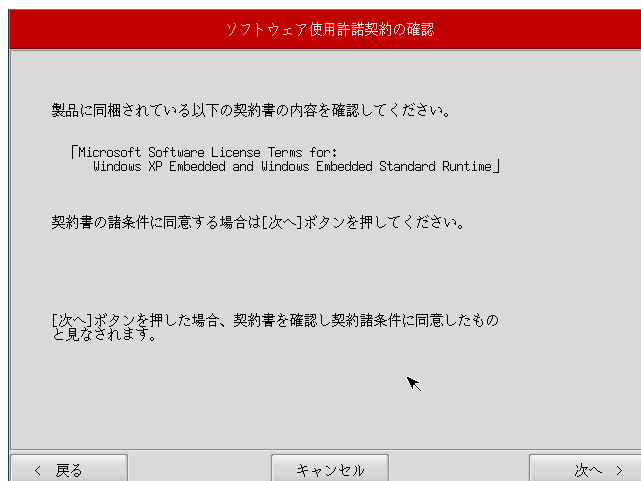 ソフトウェア使用許諾契約の確認
製品に同梱されている以下の契約書の内容を確認してください。
「Microsoft Software License Terms for:
Windows XP Embedded and Windows Embedded Standard Runtime」
契約書の諸条件に同意する場合は[次へ]ボタンを押してください。
[次へ]ボタンを押した場合、契約書を確認し契約諸条件に同意したもの
と見なされます。
< 戻る キャンセル 次へ >